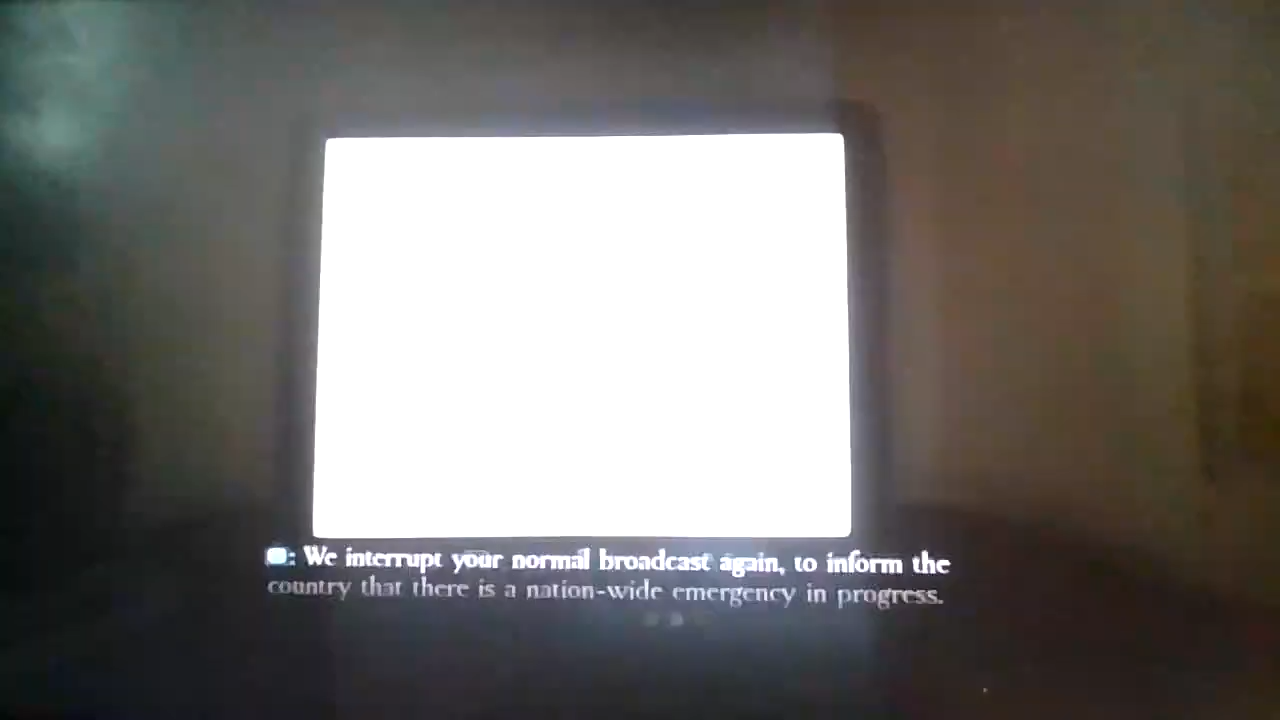 : We interrupt your normal broadcast again, to inform the
country that there is a nation-wide emergency in progress.